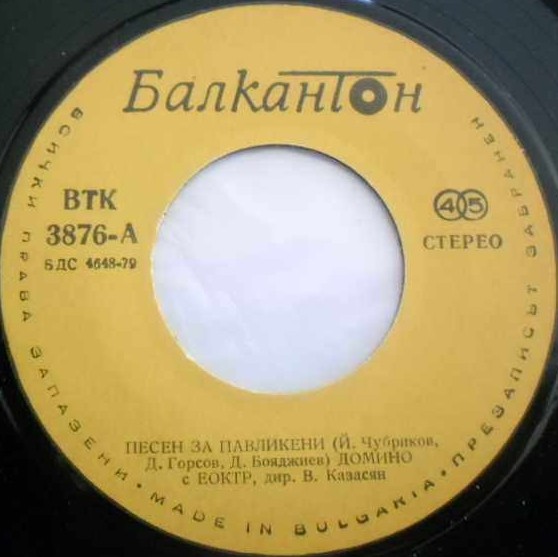 Балкантон
ВТК
3876-А
БДС 4648-79
45
СТЕРЕО
ПЕСЕН ЗА ПАВЛИКЕНИ (Й. Чубриков,
Д. Горсов, Д. Бояджиев) ДОМИНО
с ЕОКТР, дир. В. Казасян
ВСИЧКИ ПРАВА ЗАПАЗЕНИ • MADE IN BULGARIA • ПРЕЗАПИСЪТ ЗАБРАНЕН